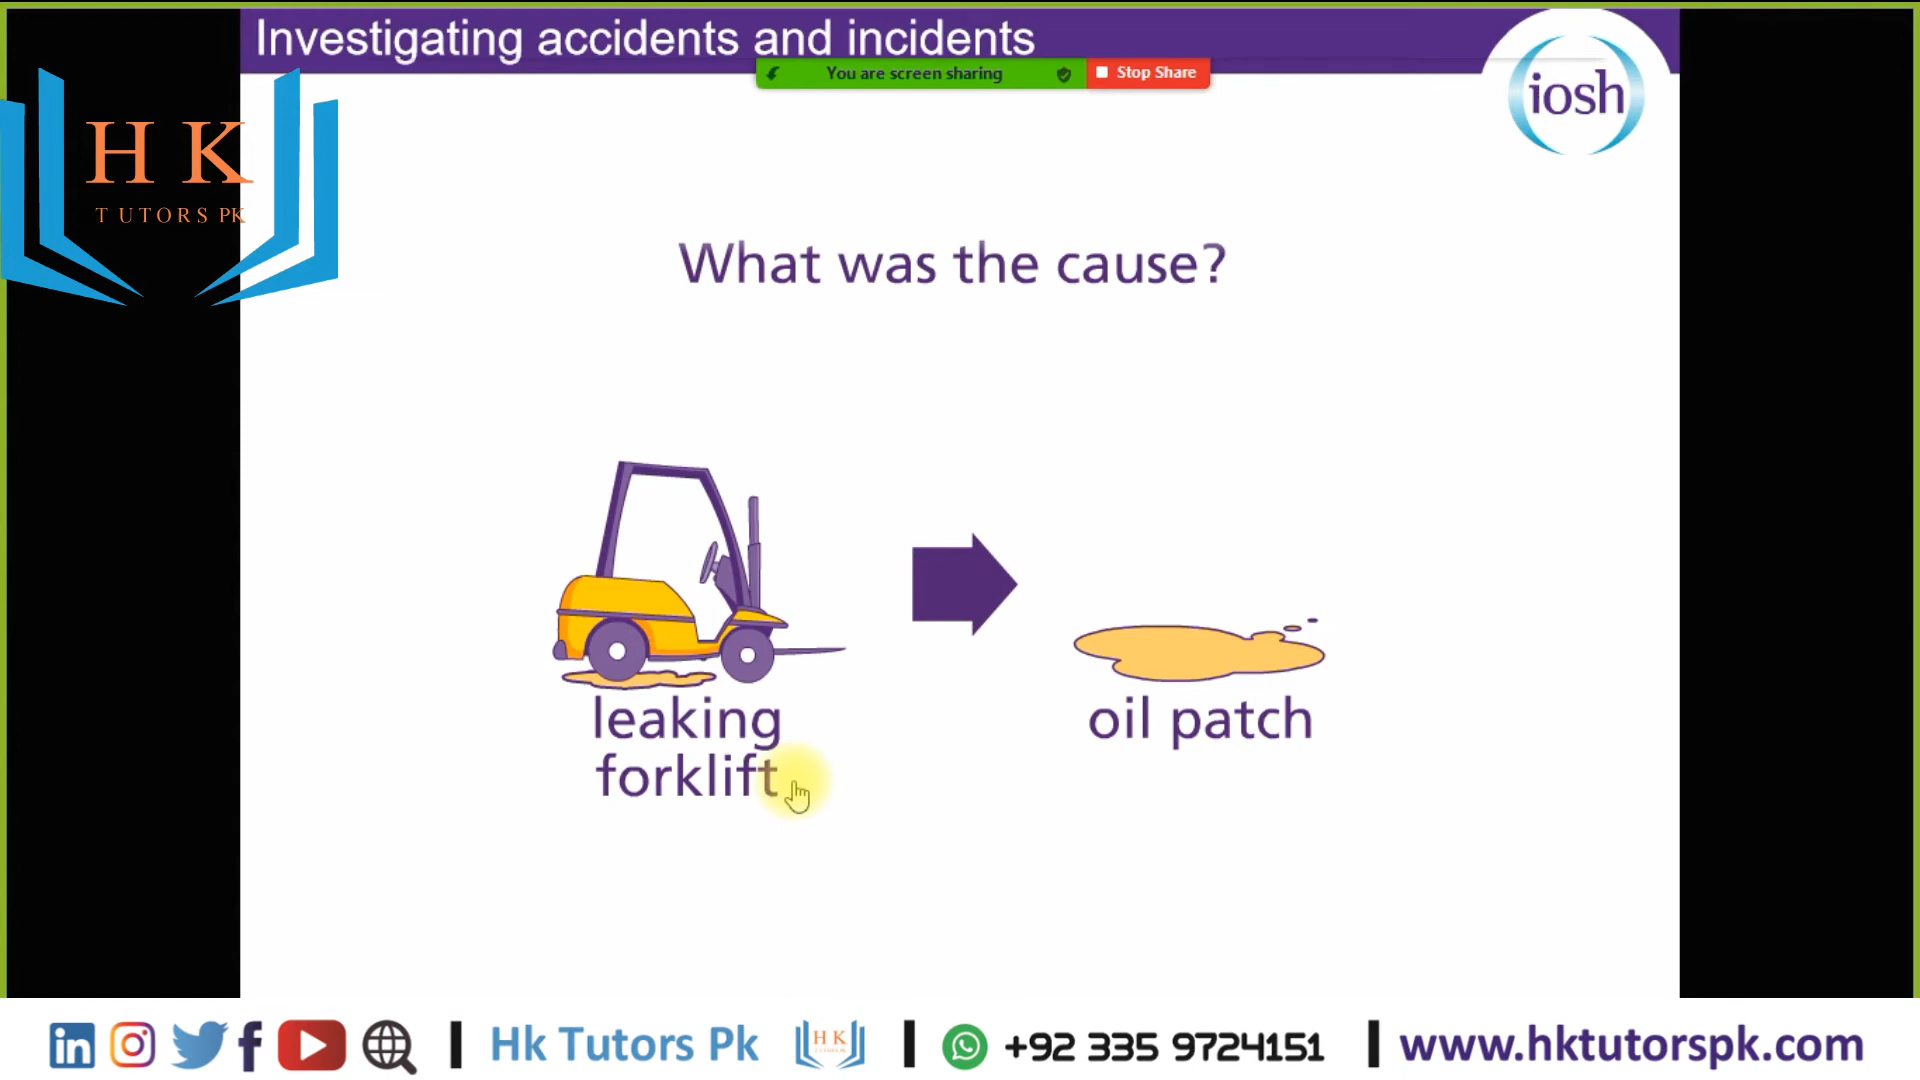 Investigating accidents and incidents
You are screen sharing
Stop Share
iosh
H K
TUTORS PK
What was the cause?
leaking
forklift
oil patch
in
Hk Tutors Pk
H K
+92 335 9724151
www.hktutorspk.com